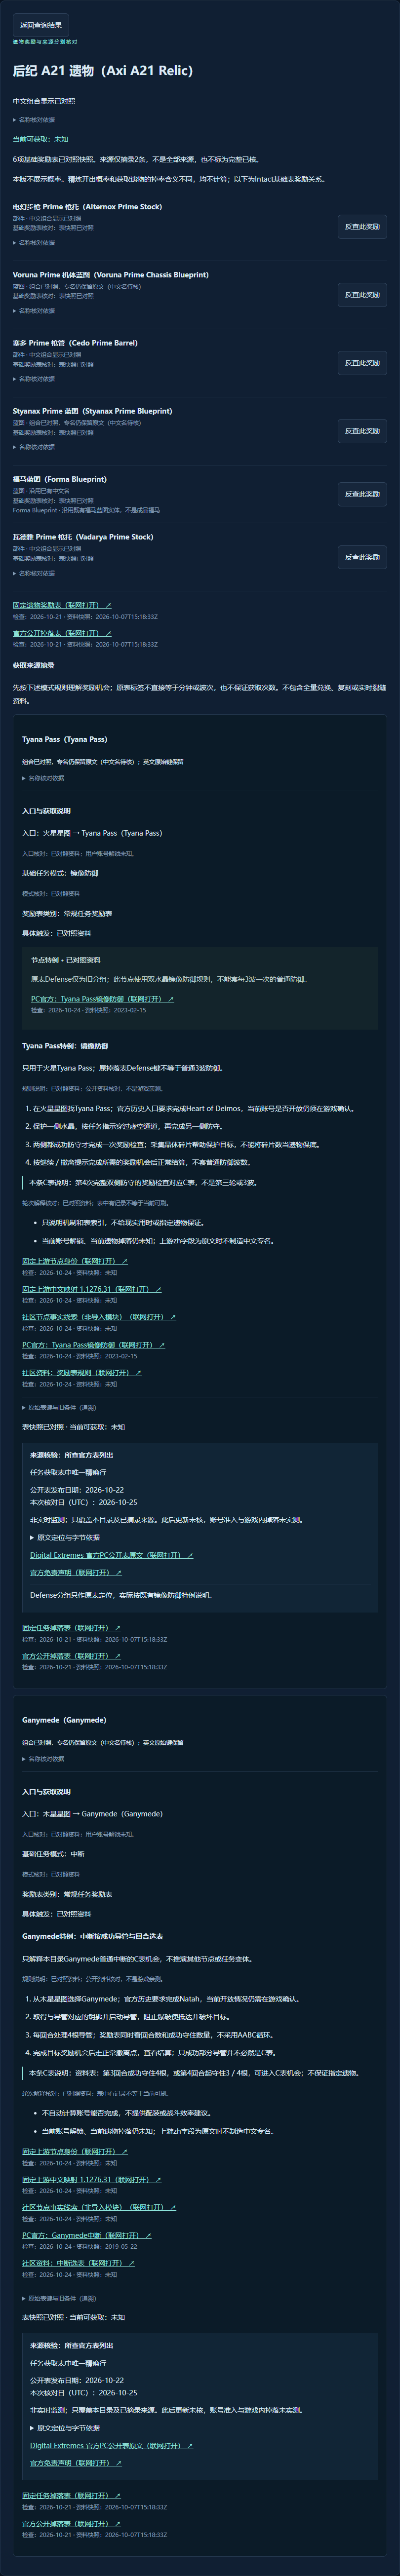 返回查询结果
遗物奖励与来源分别核对
后纪 A21 遗物（Axi A21 Relic）
中文组合显示已对照
▸ 名称核对依据
当前可获取：未知
6项基础奖励表已对照快照。来源仅摘录2条，不是全部来源，也不标为完整已核。
本版不展示概率。精炼开出概率和获取遗物的掉率含义不同，均不计算；以下为Intact基础表奖励关系。
电幻步枪 Prime 枪托（Alternox Prime Stock）
部件 · 中文组合显示已对照
基础奖励表核对：表快照已对照
▸ 名称核对依据
反查此奖励
Voruna Prime 机体蓝图（Voruna Prime Chassis Blueprint）
蓝图 · 组合已对照，专名仍保留原文（中文名待核）
基础奖励表核对：表快照已对照
▸ 名称核对依据
反查此奖励
塞多 Prime 枪管（Cedo Prime Barrel）
部件 · 中文组合显示已对照
基础奖励表核对：表快照已对照
▸ 名称核对依据
反查此奖励
Styanax Prime 蓝图（Styanax Prime Blueprint）
蓝图 · 组合已对照，专名仍保留原文（中文名待核）
基础奖励表核对：表快照已对照
▸ 名称核对依据
反查此奖励
福马蓝图（Forma Blueprint）
蓝图 · 沿用已有中文名
基础奖励表核对：表快照已对照
Forma Blueprint · 沿用既有福马蓝图实体，不是成品福马
反查此奖励
瓦德雅 Prime 枪托（Vadarya Prime Stock）
部件 · 中文组合显示已对照
基础奖励表核对：表快照已对照
▸ 名称核对依据
反查此奖励
固定遗物奖励表（联网打开） ↗
检查：2026-10-21 · 资料快照：2026-10-07T15:18:33Z
官方公开掉落表（联网打开） ↗
检查：2026-10-21 · 资料快照：2026-10-07T15:18:33Z
获取来源摘录
先按下述模式规则理解奖励机会；原表标签不直接等于分钟或波次，也不保证获取次数。不包含全量兑换、复刻或实时裂缝资料。
Tyana Pass（Tyana Pass）
组合已对照，专名仍保留原文（中文名待核）；英文原始键保留
▸ 名称核对依据
入口与获取说明
入口：火星星图 → Tyana Pass（Tyana Pass）
入口核对：已对照资料；用户账号解锁未知。
基础任务模式：镜像防御
模式核对：已对照资料
奖励表类别：常规任务奖励表
具体触发：已对照资料
节点特例 • 已对照资料
原表Defense仅为旧分组；此节点使用双水晶镜像防御规则，不能套每3波一次的普通防御。
PC官方：Tyana Pass镜像防御（联网打开） ↗
检查：2026-10-24 · 资料快照：2023-02-15
Tyana Pass特例：镜像防御
只用于火星Tyana Pass；原掉落表Defense键不等于普通3波防御。
规则说明：已对照资料；公开资料核对，不是游戏亲测。
1. 在火星星图找Tyana Pass；官方历史入口要求完成Heart of Deimos，当前账号是否开放仍须在游戏确认。
2. 保护一侧水晶，按任务指示穿过虚空通道，再完成另一侧防守。
3. 两侧都成功防守才完成一次奖励检查；采集晶体碎片帮助保护目标，不能将碎片数当遗物保底。
4. 按继续 / 撤离提示完成所需的奖励机会后正常结算，不套普通防御波数。
本条C表说明：第4次完整双侧防守的奖励检查对应C表，不是第三轮或3波。
轮次解释核对：已对照资料；表中有记录不等于当前可期。
• 只说明机制和表索引，不给现实用时或指定遗物保证。
• 当前账号解锁、当前遗物掉落仍未知；上游zh字段为原文时不制造中文专名。
固定上游节点身份（联网打开） ↗
检查：2026-10-24 · 资料快照：未知
固定上游中文映射 1.1276.31（联网打开） ↗
检查：2026-10-24 · 资料快照：未知
社区节点事实线索（非导入模块）（联网打开） ↗
检查：2026-10-24 · 资料快照：未知
PC官方：Tyana Pass镜像防御（联网打开） ↗
检查：2026-10-24 · 资料快照：2023-02-15
社区资料：奖励表规则（联网打开） ↗
检查：2026-10-24 · 资料快照：未知
▸ 原始表键与旧条件（追溯）
表快照已对照 · 当前可获取：未知
来源核验：所查官方表列出
任务获取表中唯一精确行
公开表发布日期：2026-10-22
本次核对日（UTC）：2026-10-25
非实时监测；只覆盖本目录及已摘录来源。此后更新未核，账号准入与游戏内掉落未实测。
▸ 原文定位与字节依据
Digital Extremes 官方PC公开表原文（联网打开） ↗
官方免责声明（联网打开） ↗
Defense分组只作原表定位，实际按既有镜像防御特例说明。
固定任务掉落表（联网打开） ↗
检查：2026-10-21 · 资料快照：2026-10-07T15:18:33Z
官方公开掉落表（联网打开） ↗
检查：2026-10-21 · 资料快照：2026-10-07T15:18:33Z
Ganymede（Ganymede）
组合已对照，专名仍保留原文（中文名待核）；英文原始键保留
▸ 名称核对依据
入口与获取说明
入口：木星星图 → Ganymede（Ganymede）
入口核对：已对照资料；用户账号解锁未知。
基础任务模式：中断
模式核对：已对照资料
奖励表类别：常规任务奖励表
具体触发：已对照资料
Ganymede特例：中断按成功导管与回合选表
只解释本目录Ganymede普通中断的C表机会，不推演其他节点或任务变体。
规则说明：已对照资料；公开资料核对，不是游戏亲测。
1. 从木星星图选择Ganymede；官方历史要求完成Natah，当前开放情况仍需在游戏确认。
2. 取得与导管对应的钥匙并启动导管，阻止爆破使抵达并破坏目标。
3. 每回合处理4根导管；奖励表同时看回合数和成功守住数量，不采用AABC循环。
4. 完成目标奖励机会后走正常撤离点，查看结算；只成功部分导管并不必然是C表。
本条C表说明：资料表：第3回合成功守住4根，或第4回合起守住3 / 4根，可进入C表机会；不保证指定遗物。
轮次解释核对：已对照资料；表中有记录不等于当前可期。
• 不自动计算账号能否完成，不提供配装或战斗效率建议。
• 当前账号解锁、当前遗物掉落仍未知；上游zh字段为原文时不制造中文专名。
固定上游节点身份（联网打开） ↗
检查：2026-10-24 · 资料快照：未知
固定上游中文映射 1.1276.31（联网打开） ↗
检查：2026-10-24 · 资料快照：未知
社区节点事实线索（非导入模块）（联网打开） ↗
检查：2026-10-24 · 资料快照：未知
PC官方：Ganymede中断（联网打开） ↗
检查：2026-10-24 · 资料快照：2019-05-22
社区资料：中断选表（联网打开） ↗
检查：2026-10-24 · 资料快照：未知
▸ 原始表键与旧条件（追溯）
表快照已对照 · 当前可获取：未知
来源核验：所查官方表列出
任务获取表中唯一精确行
公开表发布日期：2026-10-22
本次核对日（UTC）：2026-10-25
非实时监测；只覆盖本目录及已摘录来源。此后更新未核，账号准入与游戏内掉落未实测。
▸ 原文定位与字节依据
Digital Extremes 官方PC公开表原文（联网打开） ↗
官方免责声明（联网打开） ↗
固定任务掉落表（联网打开） ↗
检查：2026-10-21 · 资料快照：2026-10-07T15:18:33Z
官方公开掉落表（联网打开） ↗
检查：2026-10-21 · 资料快照：2026-10-07T15:18:33Z